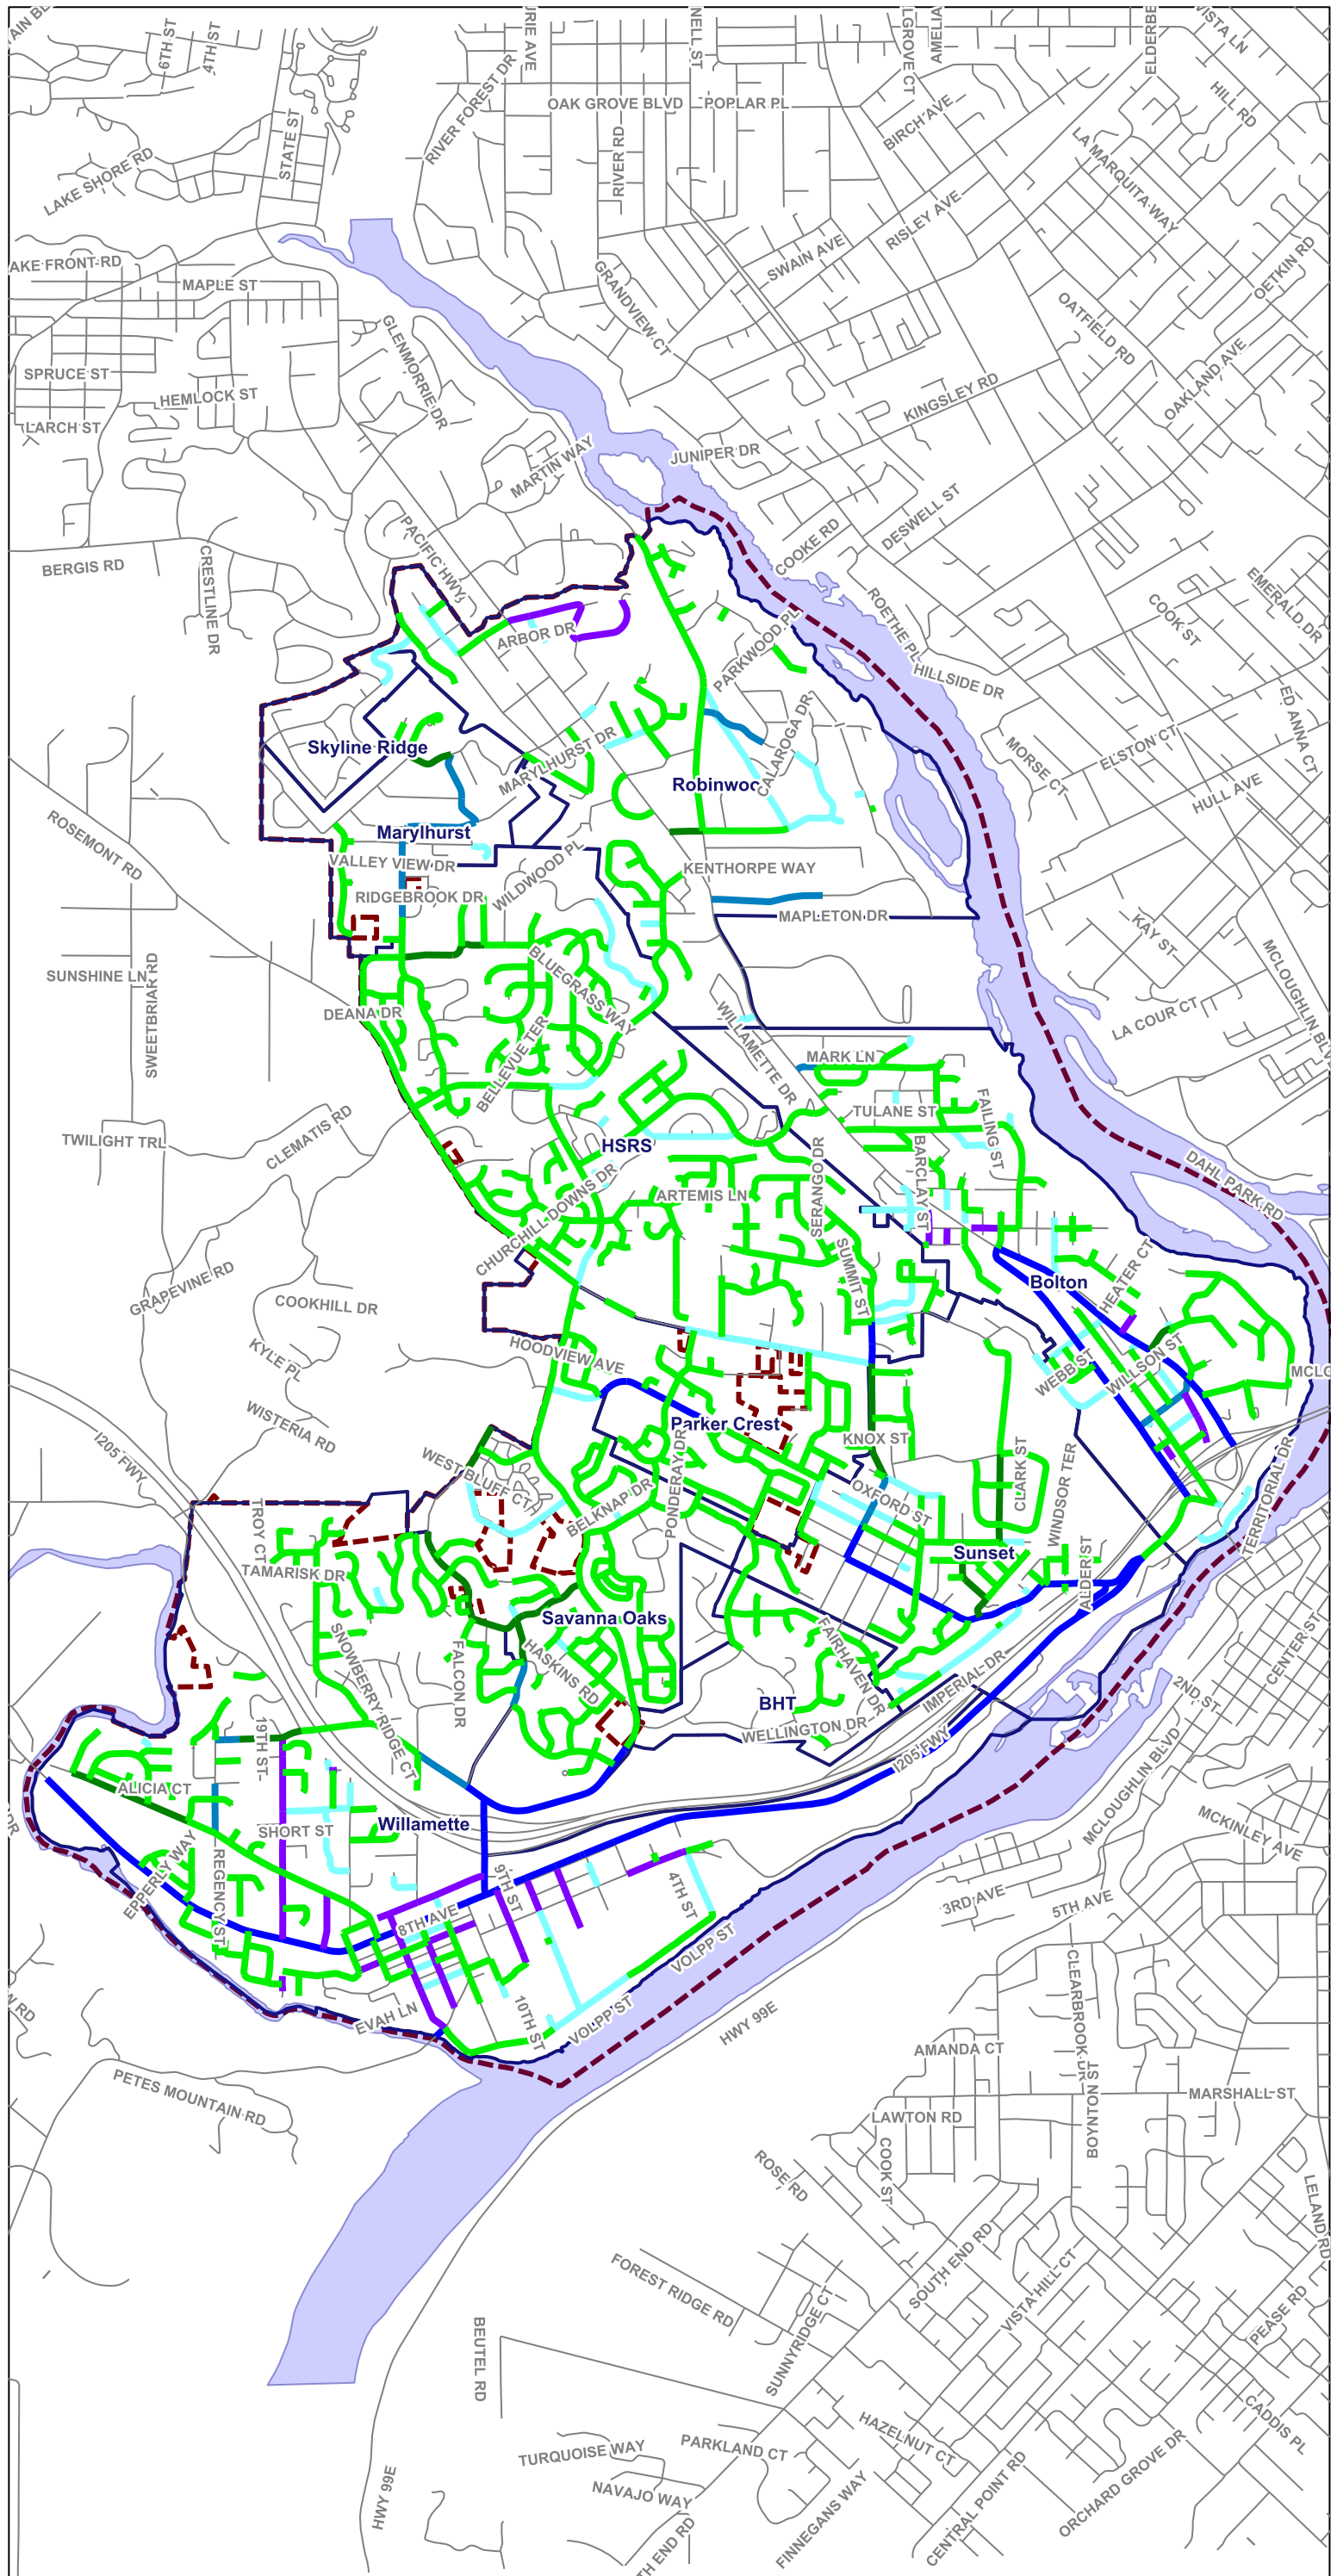 6TH ST
4TH ST
STATE ST
LAKE SHORE RD
RIVER FOREST DR
OAK GROVE BLVD
POPLAR PL
RIVER RD
BIRCH AVE
VISTA LN
HILL RD
LA MARQUITA WAY
RISLEY AVE
SWAIN AVE
OETKIN RD
AKE FRONT RD
MAPLE ST
GRANDVIEW CT
OATFIELD RD
GLENMORRIE DR
SPRUCE ST
HEMLOCK ST
KINGSLEY RD
OAKLAND AVE
LARCH ST
MARTIN WAY
JUNIPER DR
DESWELL ST
PACIFIC HWY
COOKE RD
BERGIS RD
CRESTLINE DR
ROETHE PL
COOK ST
EMERALD DR
ARBOR DR
PARKWOOD PL
HILLSIDE DR
ED ANNA CT
Skyline Ridge
MARYLHURST DR
CALAROGA DR
MORSE CT
ELSTON CT
Robinwoo
HULL AVE
ROSEMONT RD
Marylhurst
VALLEY VIEW DR
WILDWOOD PL
KENTHORPE WAY
RIDGEBROOK DR
MAPLETON DR
KAY ST
SUNSHINE LN
SWEETBRIAR RD
BLUEGRASS WAY
MCLOUGHLIN BLV
DEANA DR
WILLAMETTE DR
LA COUR CT
BELLEVUE TER
MARK LN
TULANE ST
FAILING ST
TWILIGHT TRL
CLEMATIS RD
HSRS
BARCLAY ST
DAHL PARK RD
CHURCHILL DOWNS DR
ARTEMIS LN
SERANGO DR
SUMMIT ST
GRAPEVINE RD
COOKHILL DR
Bolton
HEATER CT
KYLE PL
HOODVIEW AVE
WEBB ST
WILLSON ST
MCLO
WISTERIA RD
Parker Crest
KNOX ST
I205 FWY
WEST BLUFF CT
BELKNAP DR
PONDERAY DR
OXFORD ST
CLARK ST
WINDSOR TER
TERRITORIAL DR
TROY CT
TAMARISK DR
Sunset
ALDER ST
Savanna Oaks
SNOWBERRY RIDGE CT
FALCON DR
HASKINS RD
FAIRHAVEN DR
IMPERIAL DR
CENTER ST
BHT
WELLINGTON DR
2ND ST
19TH ST
I205 FWY
MCLOUGHLIN BLVD
ALICIA CT
SHORT ST
Willamette
MCKINLEY AVE
EPPERLY WAY
REGENCY ST
9TH ST
4TH ST
3RD AVE
5TH AVE
8TH AVE
VOLPP ST
EVAH LN
10TH ST
VOLPP ST
HWY 99E
CLEARBROOK DR
AMANDA CT
PETES MOUNTAIN RD
BOYNTON ST
MARSHALL ST
LAWTON RD
COOK ST
ROSE RD
LELAND RD
FOREST RIDGE RD
SOUTH END RD
VISTA HILL CT
SUNNYRIDGE CT
PEASE RD
BEUTEL RD
CADDIS PL
HAZELNUT CT
TURQUOISE WAY
PARKLAND CT
ORCHARD GROVE DR
HWY 99E
NAVAJO WAY
FINNEGANS WAY
CENTRAL POINT RD
TH END RD